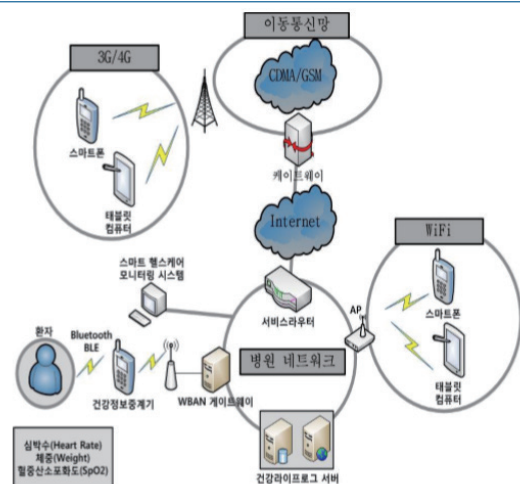 이동통신망
3G/4G
CDMA/GSM
스마트폰
태블릿
컴퓨터
케이트웨이
Internet
WiFi
스마트 헬스케어
모니터링 시스템
서비스라우터
AP
스마트폰
태블릿
컴퓨터
환자
Bluetooth
BLE
건강정보중계기
WBAN 게이트웨이
병원 네트워크
심박수(Heart Rate)
체중(Weight)
혈중산소포화도(SpO2)
건강라이프로그 서버